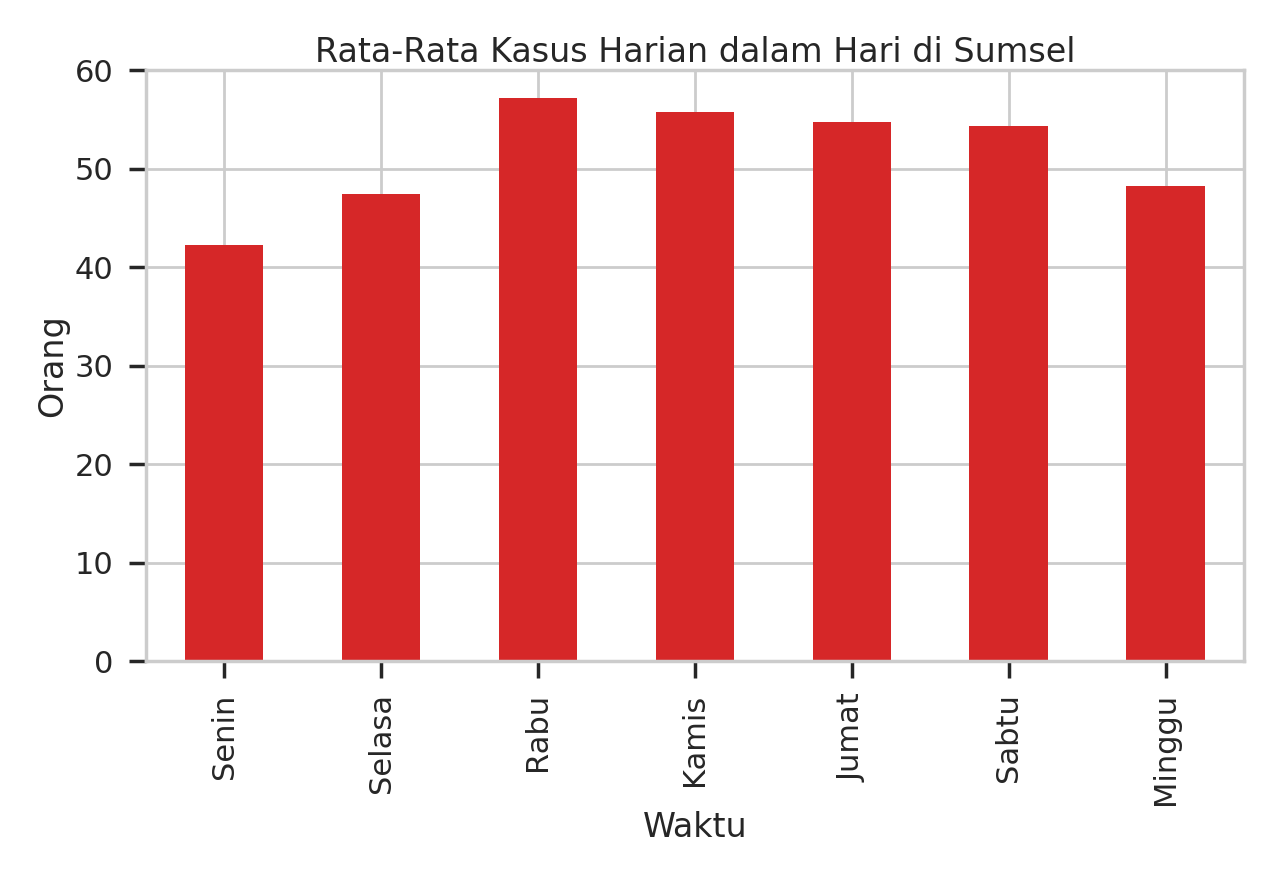 Rata-Rata Kasus Harian dalam Hari di Sumsel
60
50
40
30
20
10
0
Orang
Senin
Selasa
Rabu
Kamis
Jumat
Sabtu
Minggu
Waktu